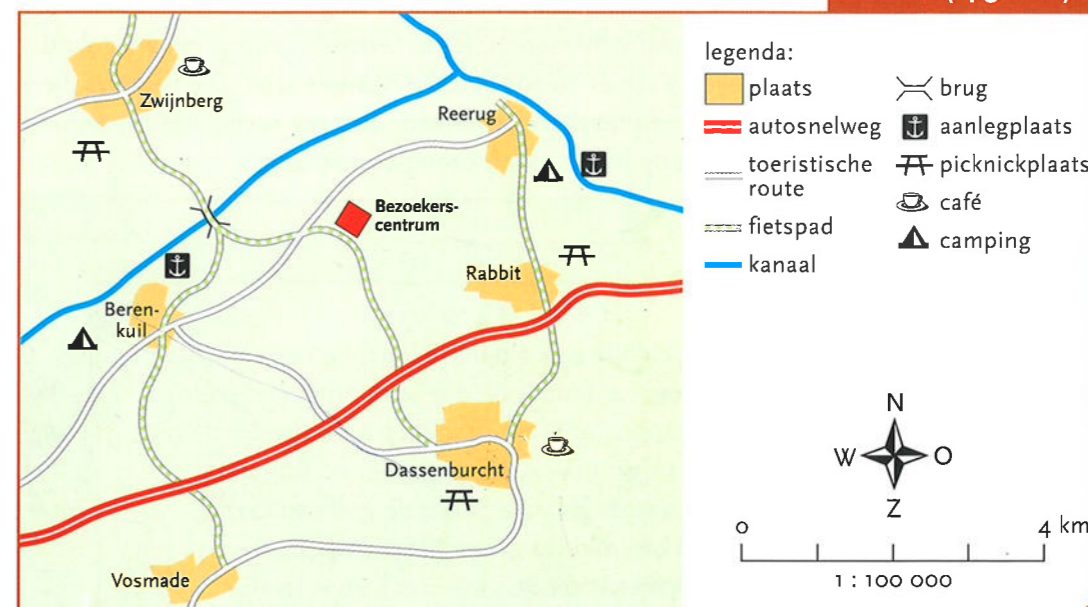 Zwijnberg
Reerug
Bezoekers-
centrum
Rabbit
Beren-
kuil
Dassenburcht
Vosmade
legenda:
plaats
autosnelweg
toeristische
route
fietspad
kanaal
brug
aanlegplaats
picknickplaats
café
camping
N
W O
Z
0 4 km
1 : 100 000